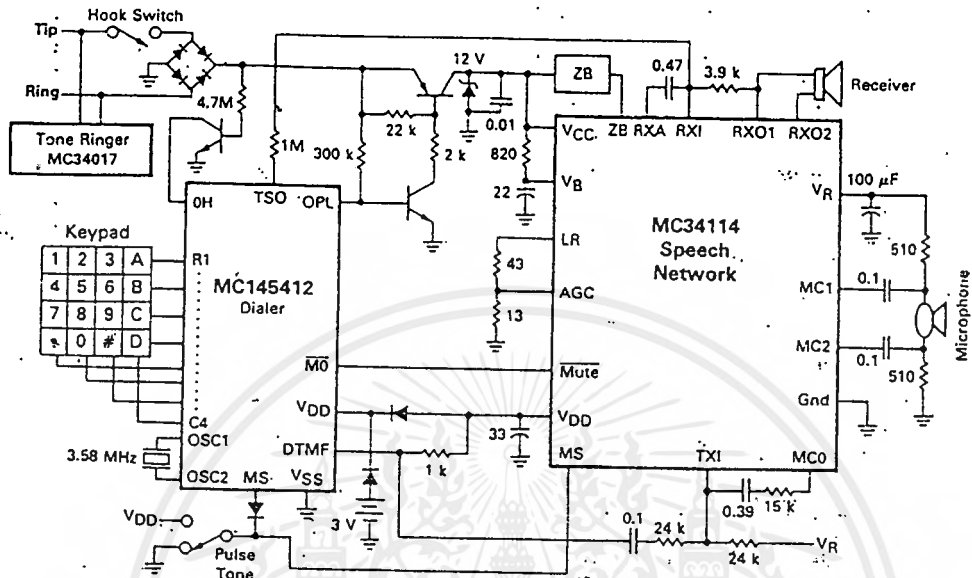 Hook Switch
Tip
Ring
Tone Ringer
MC34017
4.7M
1M
300 k
22 k
2 k
12 V
0.01
820
22
ZB
0.47
3.9 k
Receiver
VCC
ZB
RXA
RXI
RXO1
RXO2
VB
VR
100 µF
510
LR
43
AGC
13
MC34114
Speech
Network
MC1
0.1
MC2
0.1
510
Microphone
Gnd
Mute
VDD
33
MS
TXI
MC0
0.39
15 k
0.1
24 k
24 k
VR
OH
TSO
OPL
Keypad
1 2 3 A
4 5 6 B
7 8 9 C
0 # D
R1
MC145412
Dialer
M0
VDD
DTMF
1 k
C4
OSC1
3.58 MHz
OSC2
MS
VSS
3 V
VDD
Pulse
Tone